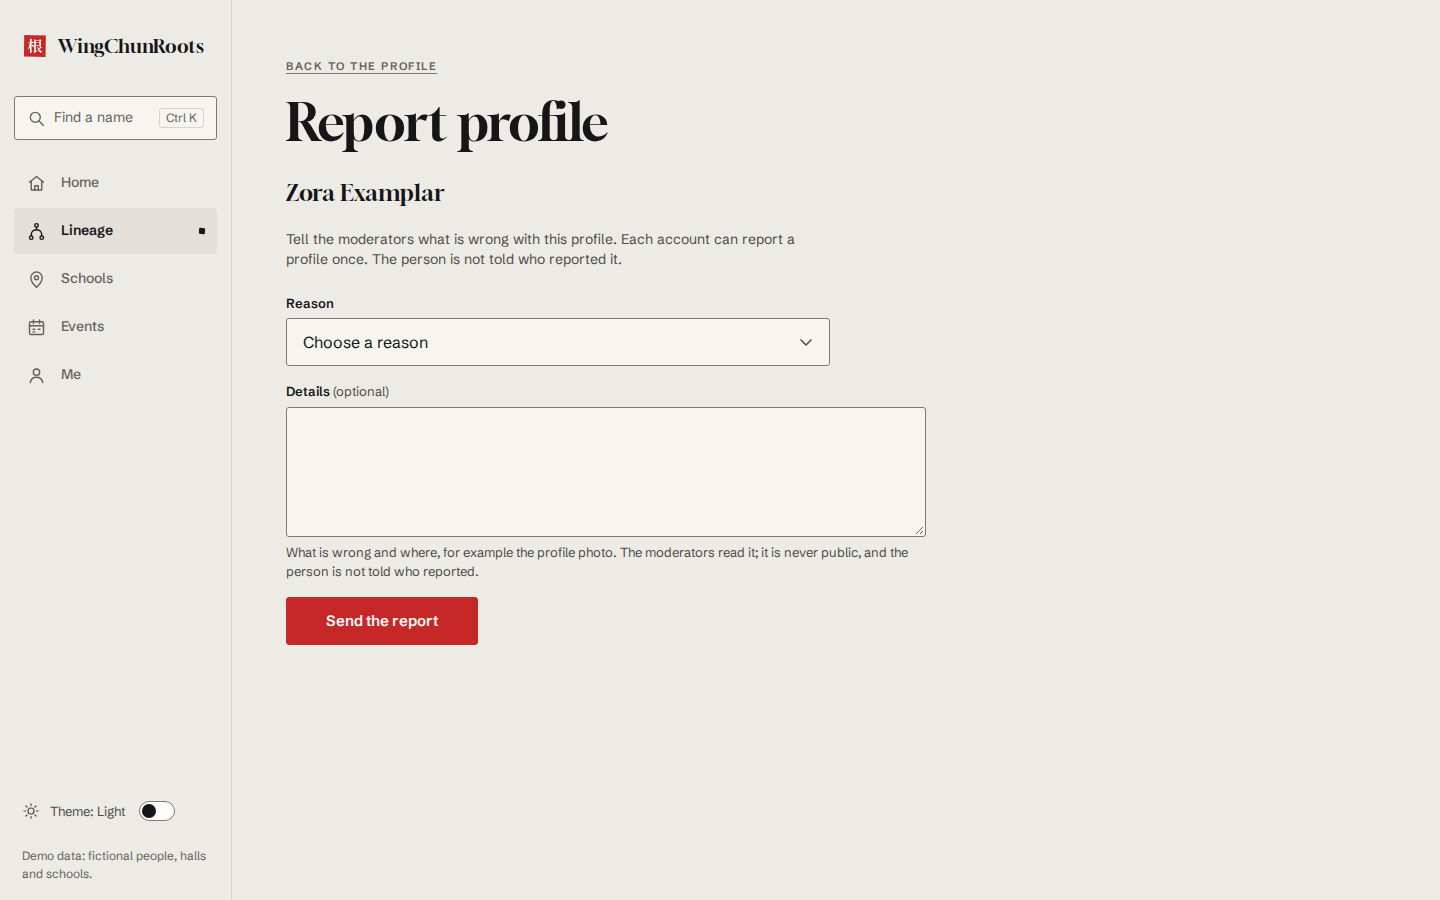 根 WingChunRoots
Find a name Ctrl K
Home
Lineage
Schools
Events
Me
Theme: Light
Demo data: fictional people, halls
and schools.
BACK TO THE PROFILE
Report profile
Zora Examplar
Tell the moderators what is wrong with this profile. Each account can report a
profile once. The person is not told who reported it.
Reason
Choose a reason
Details (optional)
What is wrong and where, for example the profile photo. The moderators read it; it is never public, and the
person is not told who reported.
Send the report